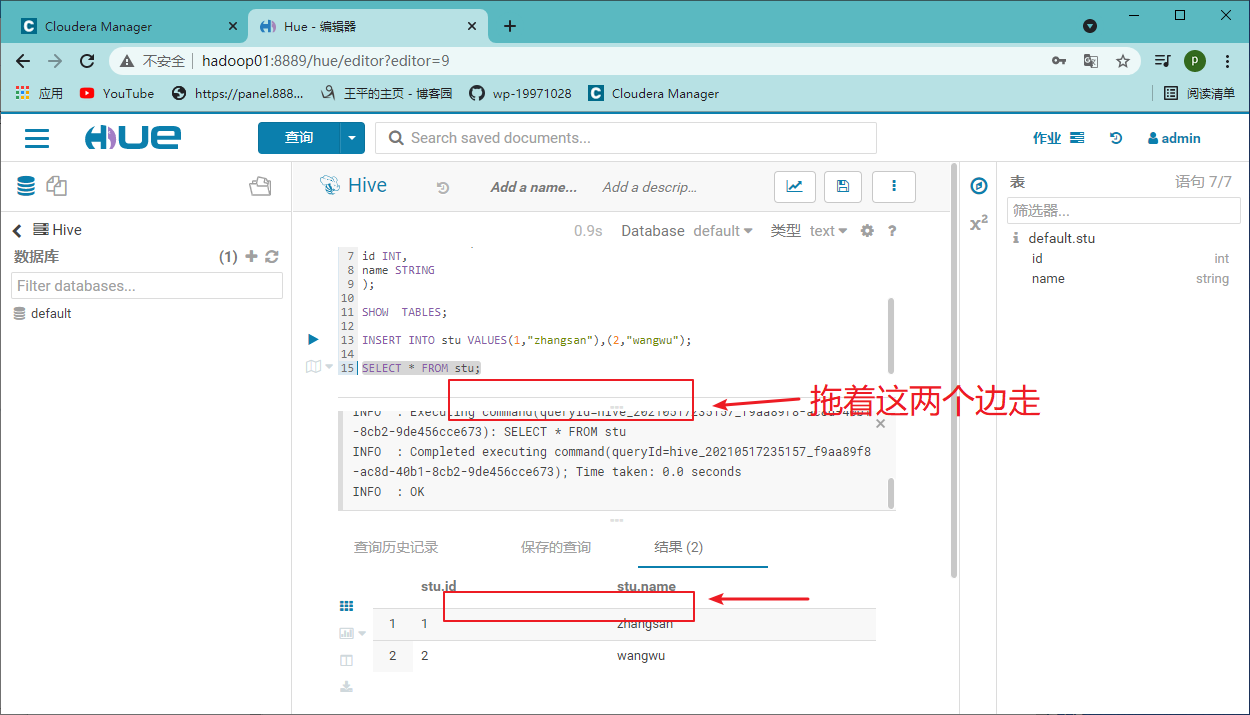 Cloudera Manager
Hue - 编辑器
不安全
hadoop01:8889/hue/editor?editor=9
P
应用
YouTube
https://panel.888...
王平的主页 - 博客园
wp-19971028
Cloudera Manager
阅读清单
HUE
查询
Search saved documents...
作业
admin
Hive
Add a name...
Add a descrip...
表
语句 7/7
筛选器...
Hive
0.9s
Database
default
类型
text
?
数据库
(1)
default.stu
Filter databases...
id
int
default
name
string
7 id INT,
8 name STRING
9 );
10
11 SHOW TABLES;
12
13 INSERT INTO stu VALUES(1,"zhangsan"),(2,"wangwu");
14
15 SELECT * FROM stu;
拖着这两个边走
INFO : Executing command(queryId=hive_20210517235157_f9aa89f8-ac8d-40b1
-8cb2-9de456cce673): SELECT * FROM stu
INFO : Completed executing command(queryId=hive_20210517235157_f9aa89f8
-ac8d-40b1-8cb2-9de456cce673); Time taken: 0.0 seconds
INFO : OK
查询历史记录
保存的查询
结果 (2)
stu.id
stu.name
1 1 zhangsan
2 2 wangwu
x²